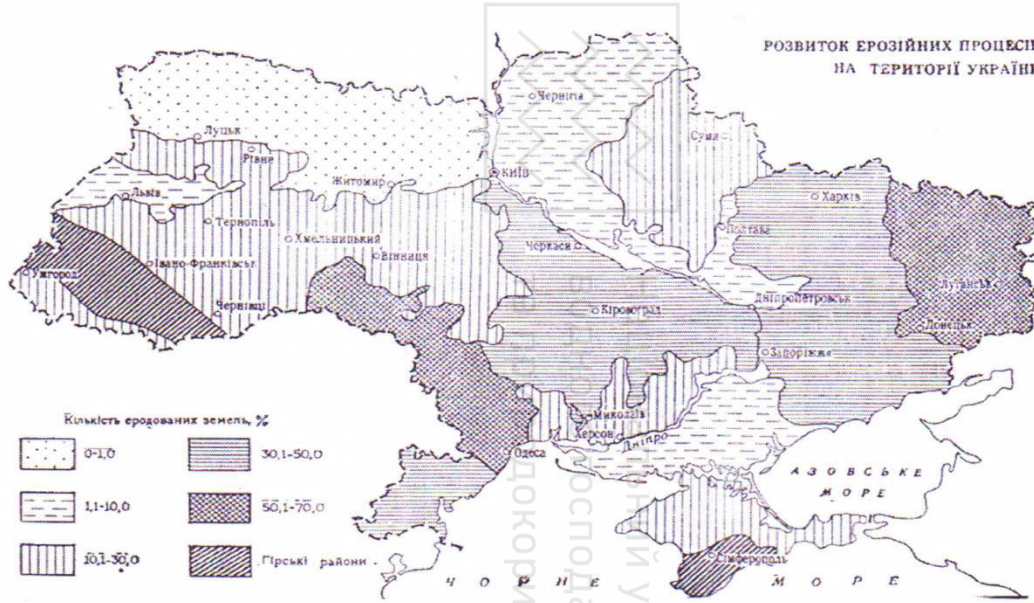 РОЗВИТОК ЕРОЗІЙНИХ ПРОЦЕСІВ
НА ТЕРИТОРІЇ УКРАЇНИ
Чернігів
Суми
Луцьк
Рівне
Житомир
КИЇВ
Львів
Харків
Тернопіль
Хмельницький
Полтава
Черкаси
Вінниця
Івано-Франківськ
Ужгород
Чернівці
Кіровоград
Дніпропетровськ
Луганськ
Донецьк
Запоріжжя
Миколаїв
Херсон
Дніпро
Одеса
АЗОВСЬКЕ
МОРЕ
Сімферополь
ЧОРНЕ МОРЕ
Кількість еродованих земель, %
0-1,0
30,1-50,0
1,1-10,0
50,1-70,0
10,1-30,0
Гірські райони